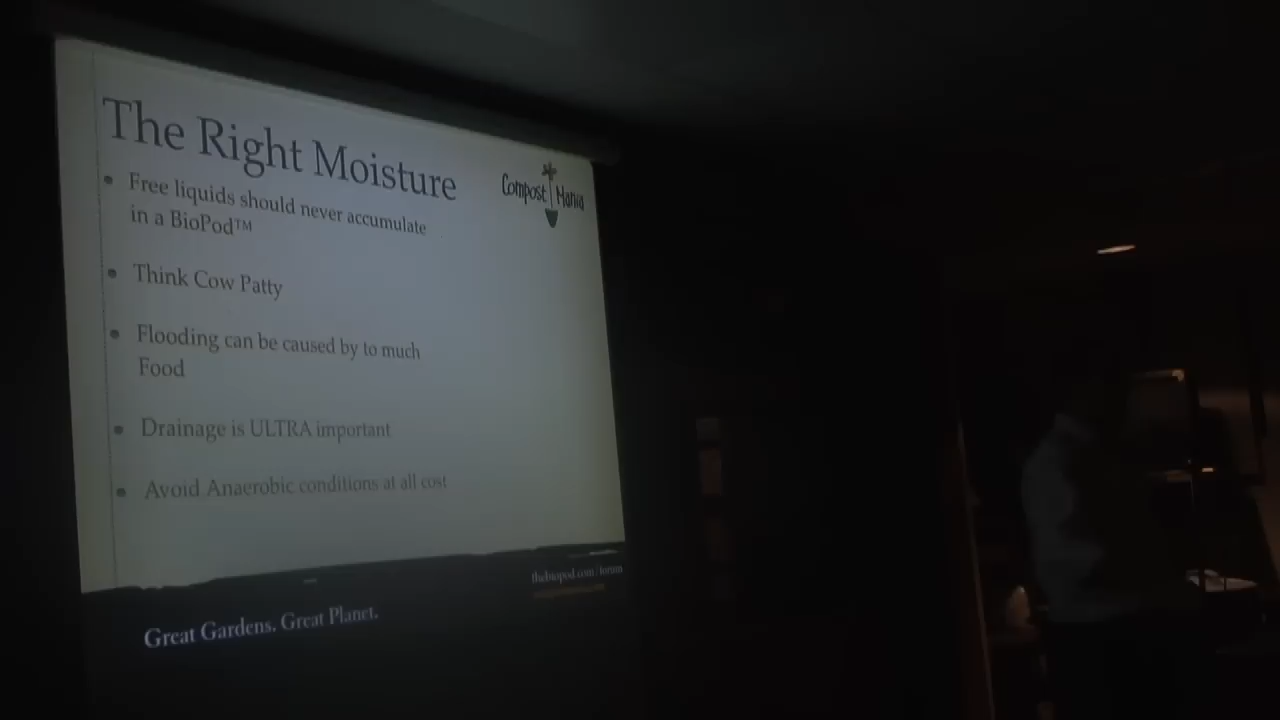 The Right Moisture
Compost Mania
Free liquids should never accumulate
in a BioPod™
Think Cow Patty
Flooding can be caused by to much
Food
Drainage is ULTRA important
Avoid Anaerobic conditions at all cost
thebiopod.com/forum
Great Gardens. Great Planet.